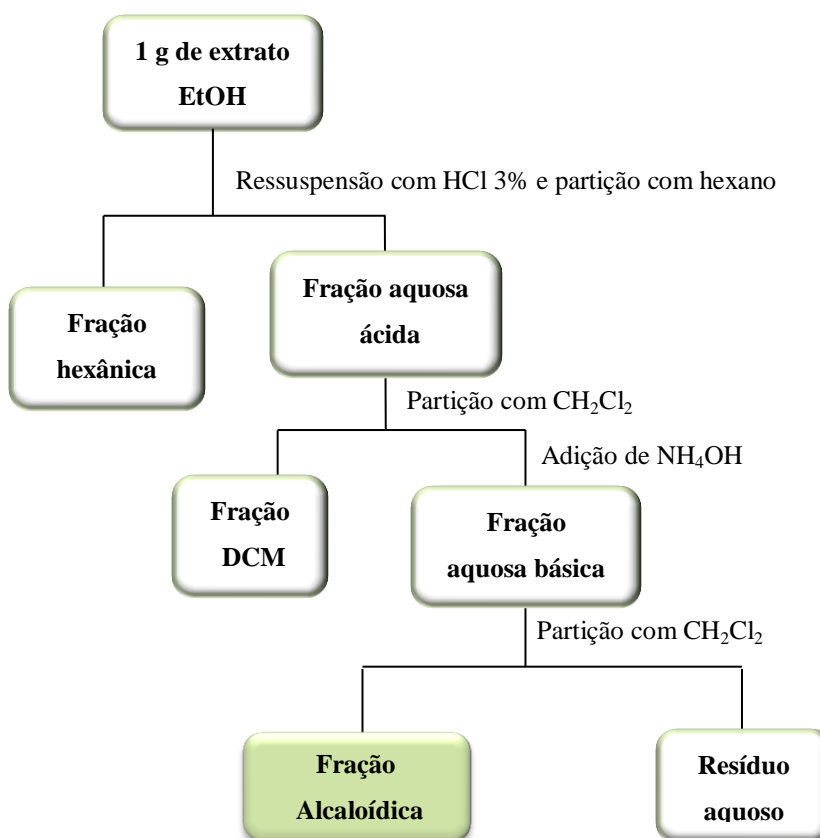 1 g de extrato
EtOH
Ressuspensão com HCl 3% e partição com hexano
Fração
hexânica
Fração aquosa
ácida
Partição com CH₂Cl₂
Adição de NH₄OH
Fração
DCM
Fração
aquosa básica
Partição com CH₂Cl₂
Fração
Alcaloídica
Resíduo
aquoso